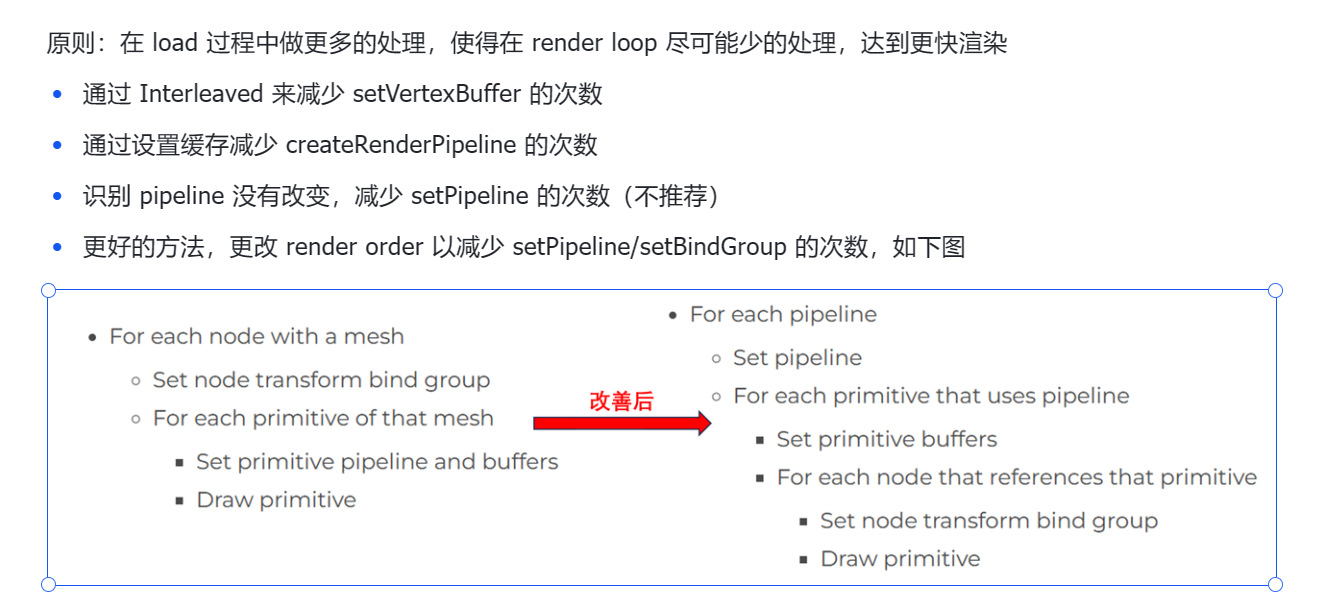 原则：在 load 过程中做更多的处理，使得在 render loop 尽可能少的处理，达到更快渲染
通过 Interleaved 来减少 setVertexBuffer 的次数
通过设置缓存减少 createRenderPipeline 的次数
识别 pipeline 没有改变，减少 setPipeline 的次数（不推荐）
更好的方法，更改 render order 以减少 setPipeline/setBindGroup 的次数，如下图
For each node with a mesh
Set node transform bind group
For each primitive of that mesh
Set primitive pipeline and buffers
Draw primitive
改善后
For each pipeline
Set pipeline
For each primitive that uses pipeline
Set primitive buffers
For each node that references that primitive
Set node transform bind group
Draw primitive